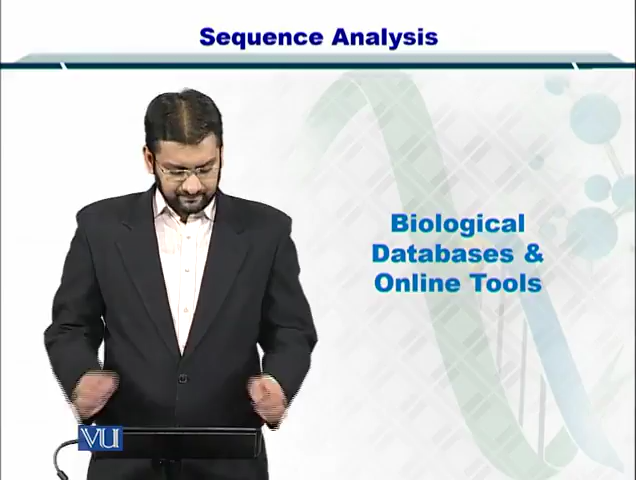 Sequence Analysis
Biological
Databases &
Online Tools
VU